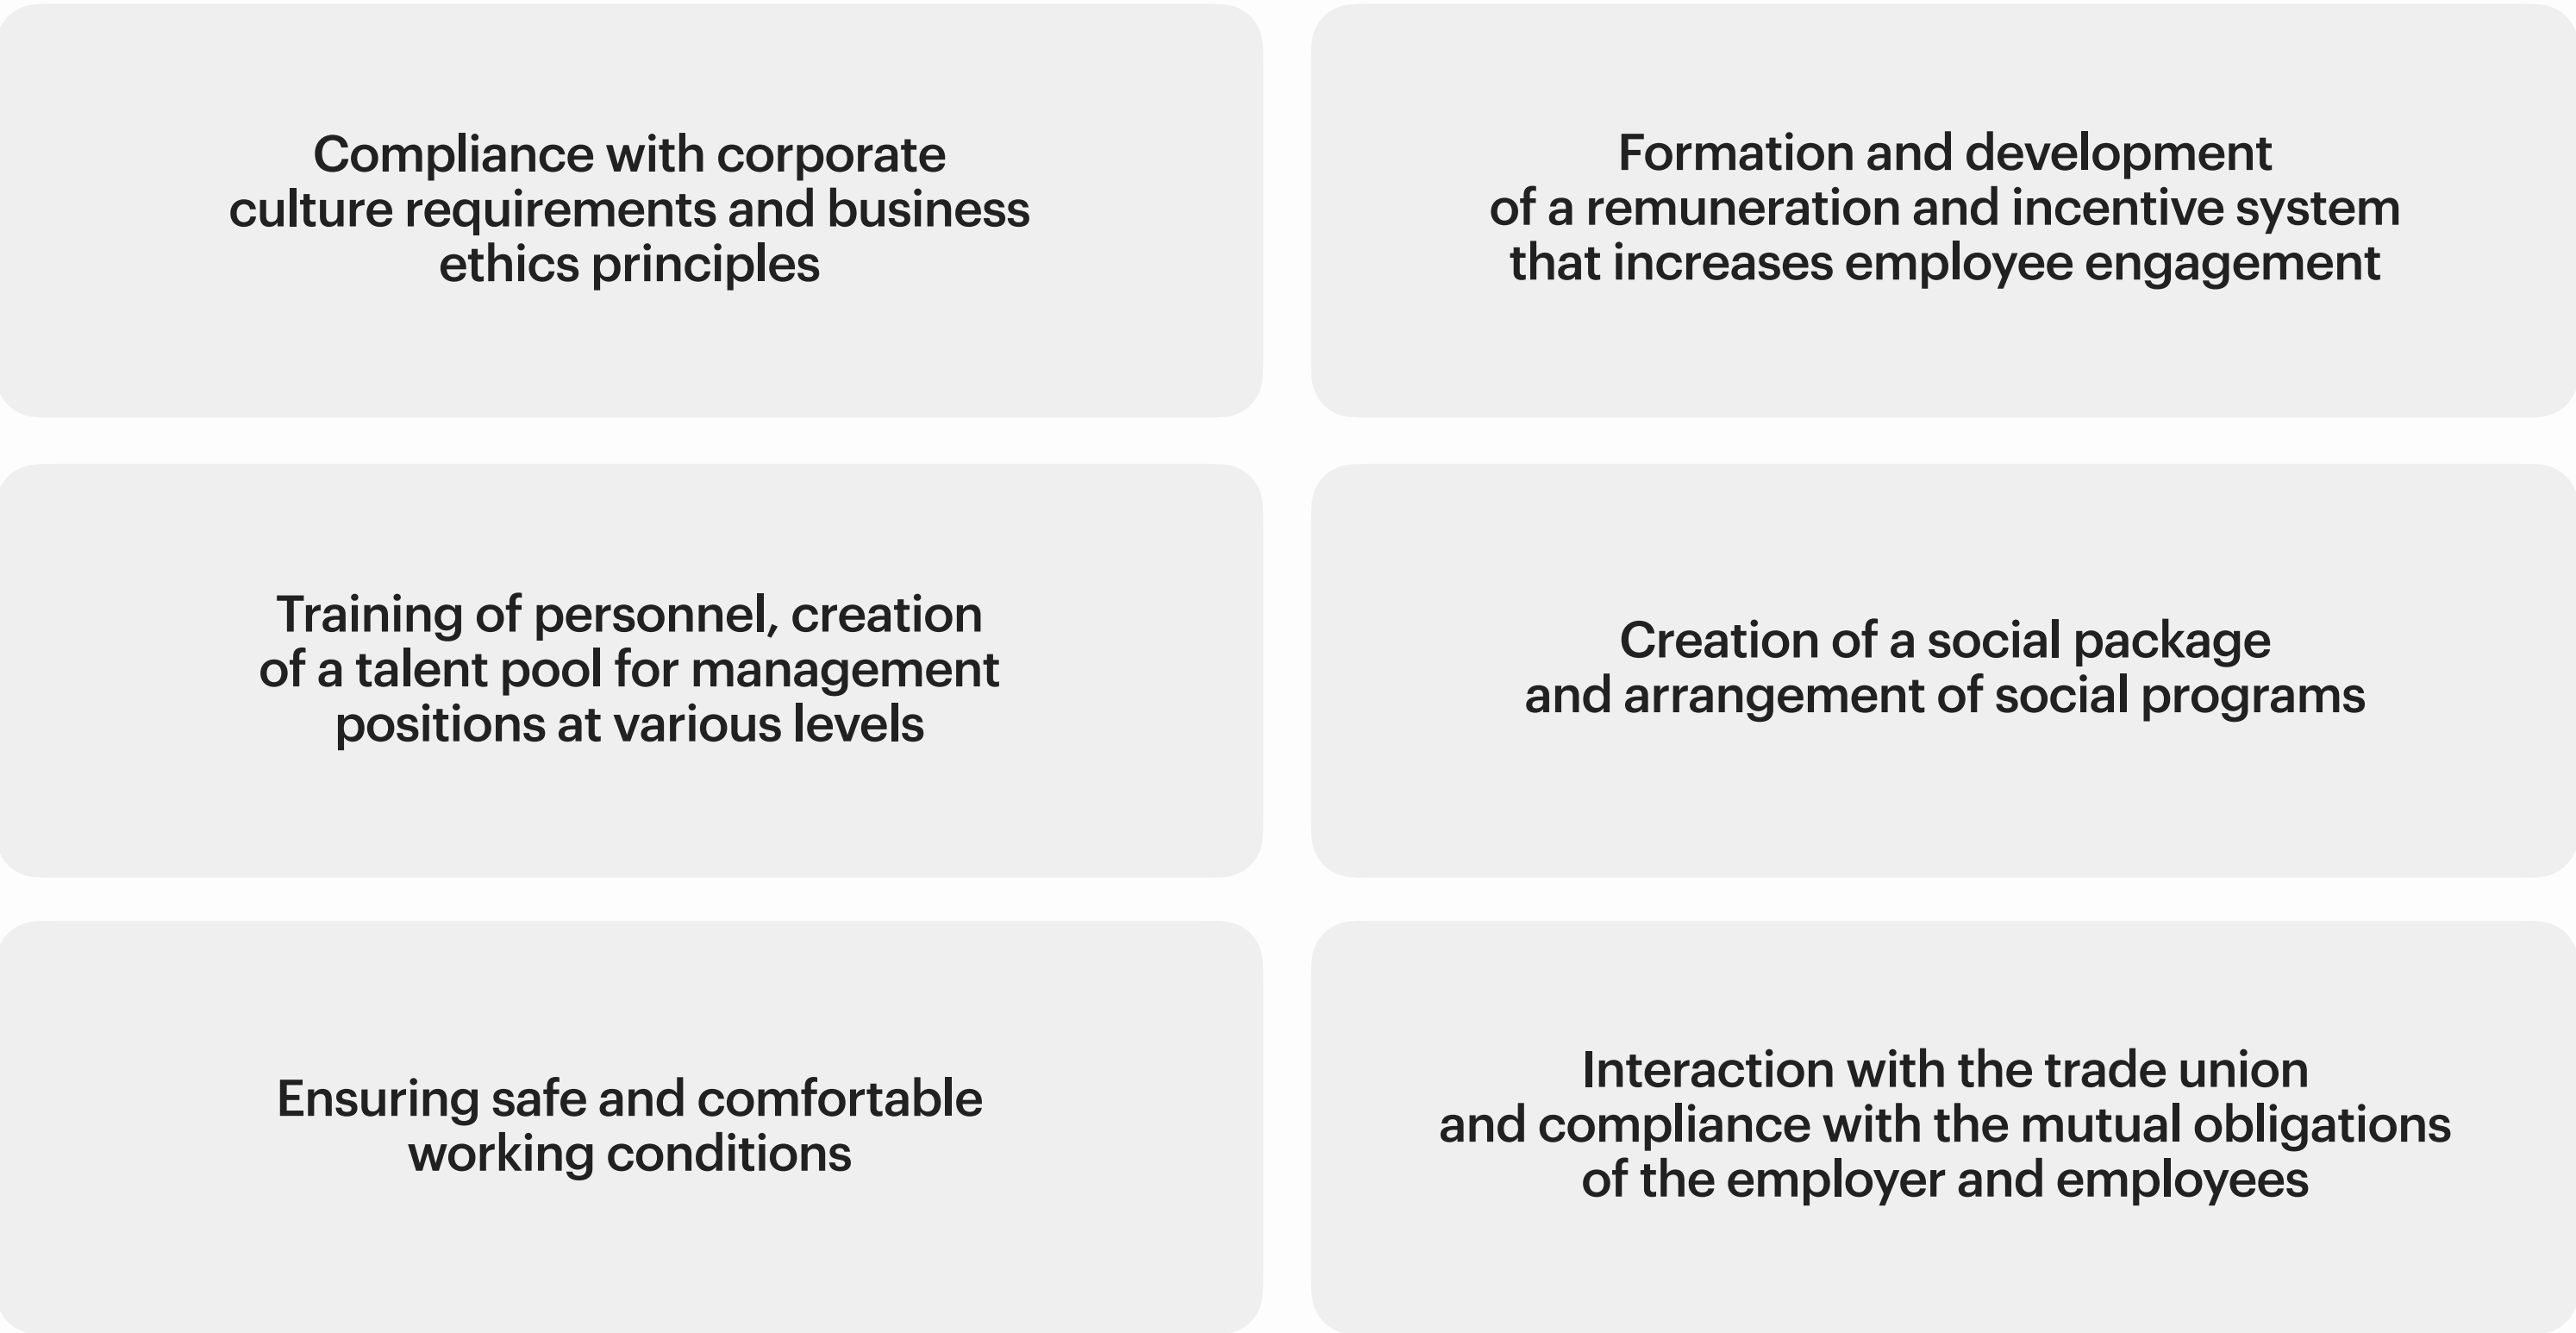 Compliance with corporate
culture requirements and business
ethics principles
Formation and development
of a remuneration and incentive system
that increases employee engagement
Training of personnel, creation
of a talent pool for management
positions at various levels
Creation of a social package
and arrangement of social programs
Ensuring safe and comfortable
working conditions
Interaction with the trade union
and compliance with the mutual obligations
of the employer and employees